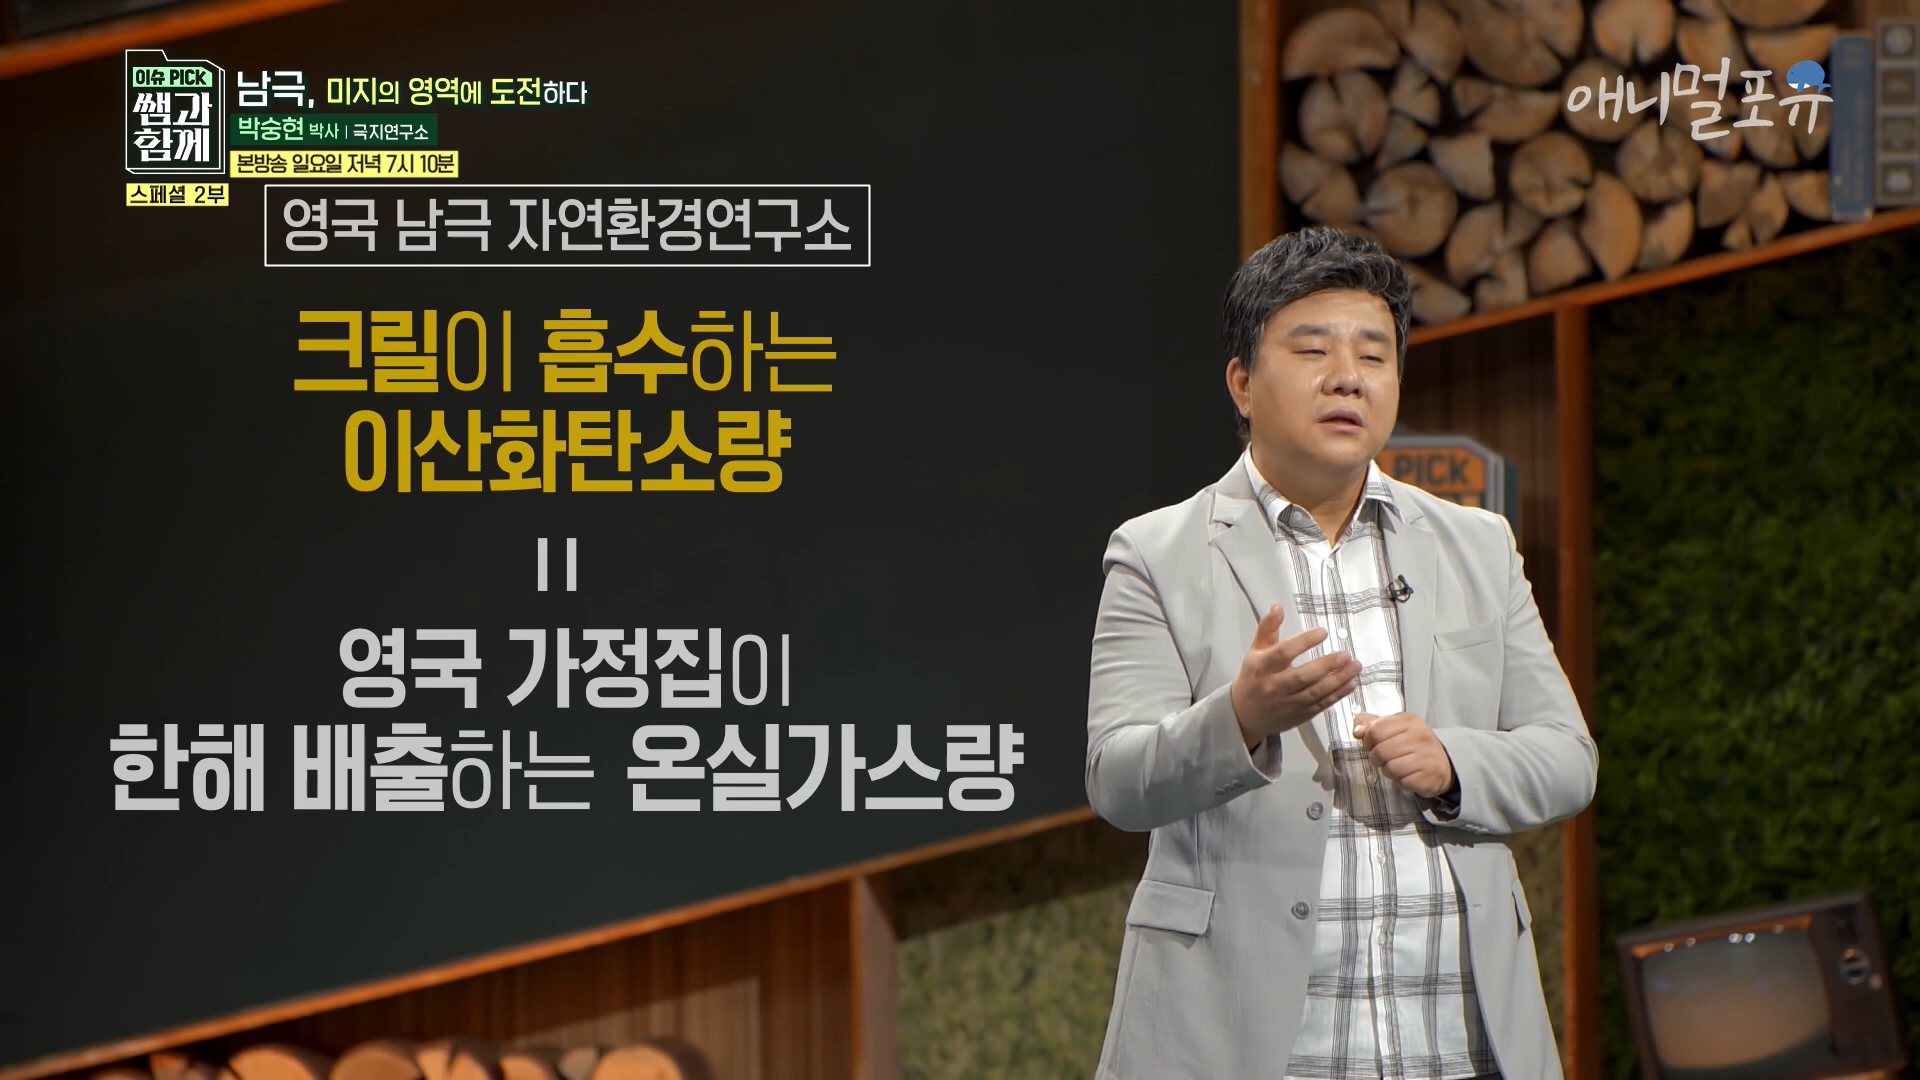 이슈 PICK
쌤과
함께
남극, 미지의 영역에 도전하다
박숭현 박사 | 극지연구소
본방송 일요일 저녁 7시 10분
스페셜 2부
애니멀포유
영국 남극 자연환경연구소
크릴이 흡수하는
이산화탄소량
=
영국 가정집이
한해 배출하는 온실가스량
PICK